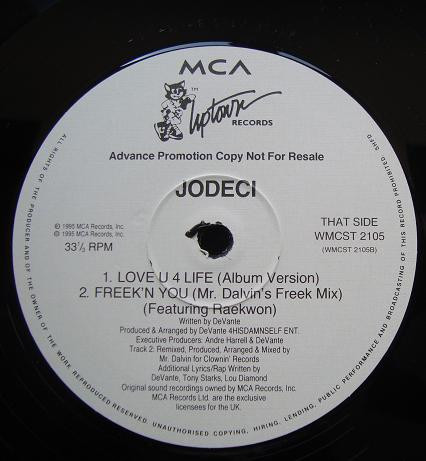 MCA
Uptown TM
RECORDS
Advance Promotion Copy Not For Resale
JODECI
℗ 1995 MCA Records, Inc.
© 1995 MCA Records, Inc.
33⅓ RPM
THAT SIDE
WMCST 2105
(WMCST 2105B)
1. LOVE U 4 LIFE (Album Version)
2. FREEK'N YOU (Mr. Dalvin's Freek Mix)
(Featuring Raekwon)
Written by DeVante
Produced & Arranged by DeVante 4HISDAMNSELF ENT.
Executive Producers: Andre Harrell & DeVante
Track 2: Remixed, Produced, Arranged & Mixed by
Mr. Dalvin for Clownin' Records
Additional Lyrics/Rap Written by
DeVante, Tony Starks, Lou Diamond
Original sound recordings owned by MCA Records, Inc.
MCA Records Ltd. are the exclusive
licensees for the UK.
ALL RIGHTS OF THE PRODUCER AND OF THE OWNER OF THE WORK REPRODUCED RESERVED. UNAUTHORISED COPYING, HIRING, LENDING, PUBLIC PERFORMANCE AND BROADCASTING OF THIS RECORD PROHIBITED